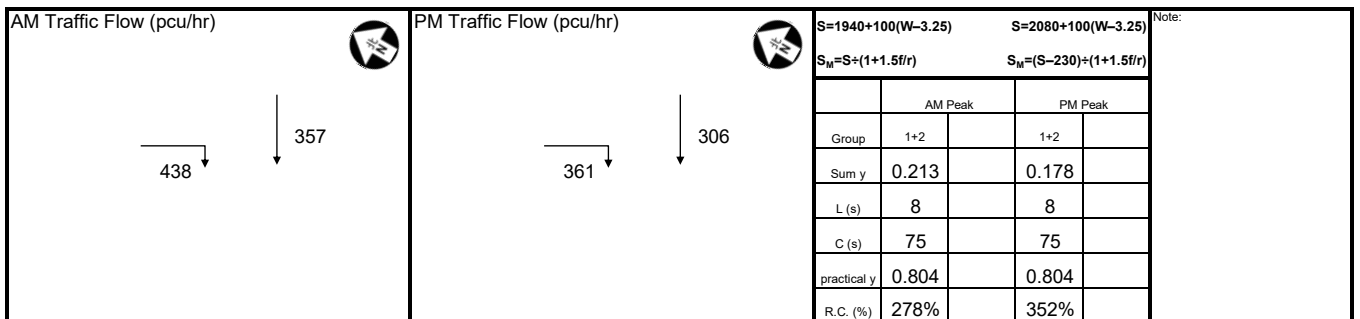 AM Traffic Flow (pcu/hr)
N
438
357
PM Traffic Flow (pcu/hr)
N
361
306
S=1940+100(W–3.25) S=2080+100(W–3.25)
S_M=S÷(1+1.5f/r) S_M=(S–230)÷(1+1.5f/r)
AM Peak PM Peak
Group 1+2 1+2
Sum y 0.213 0.178
L (s) 8 8
C (s) 75 75
practical y 0.804 0.804
R.C. (%) 278% 352%
Note: